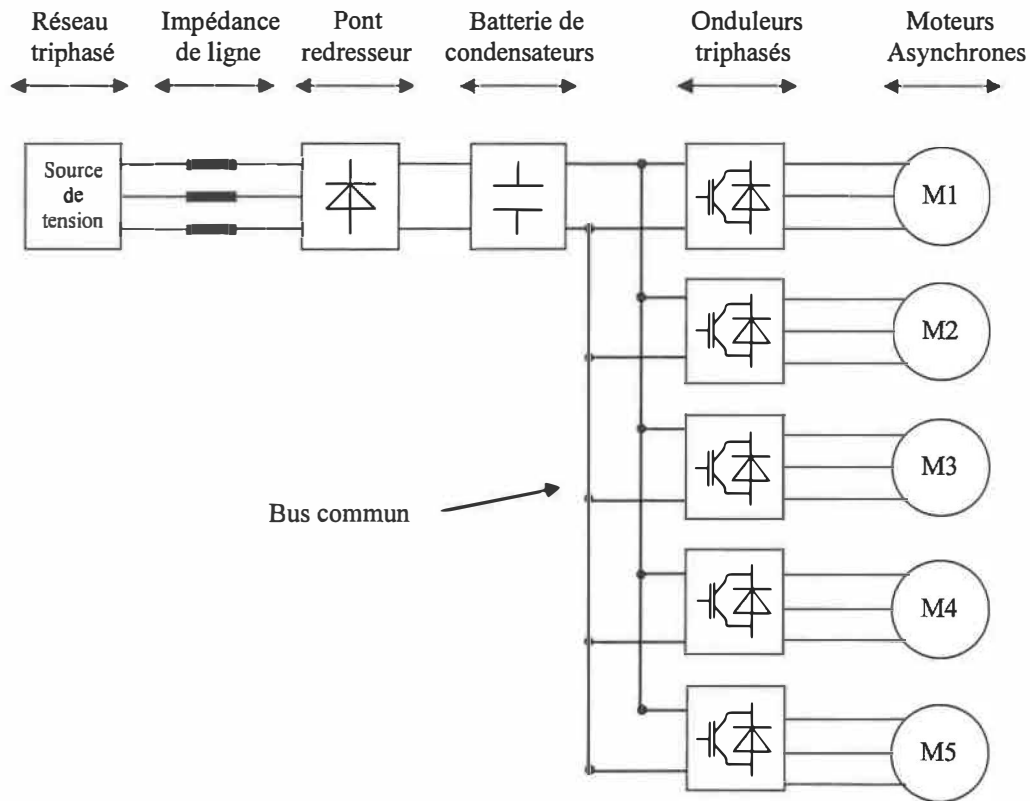 Réseau
triphasé
Impédance
de ligne
Pont
redresseur
Batterie de
condensateurs
Onduleurs
triphasés
Moteurs
Asynchrones
Source
de
tension
M1
M2
M3
Bus commun
M4
M5